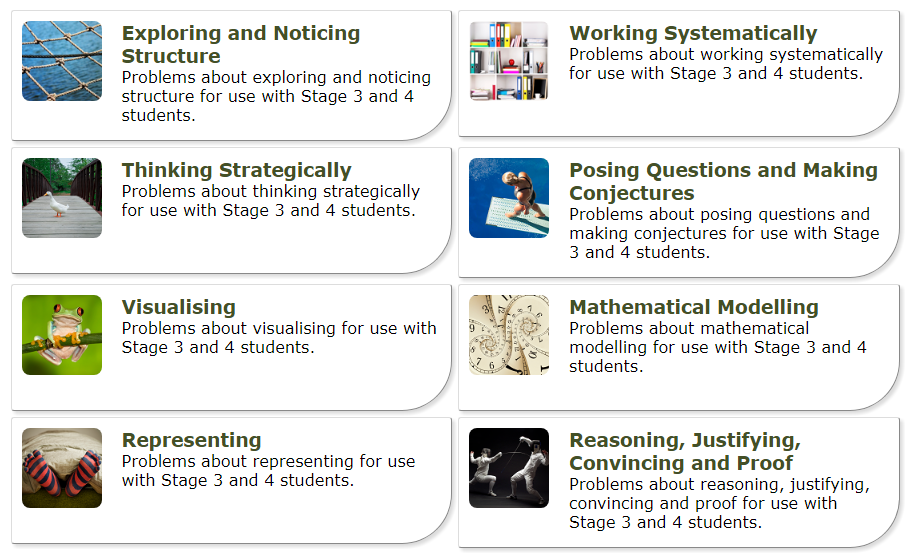 Exploring and Noticing
Structure
Problems about exploring and noticing
structure for use with Stage 3 and 4
students.
Working Systematically
Problems about working systematically
for use with Stage 3 and 4 students.
Thinking Strategically
Problems about thinking strategically
for use with Stage 3 and 4 students.
Posing Questions and Making
Conjectures
Problems about posing questions and
making conjectures for use with Stage
3 and 4 students.
Visualising
Problems about visualising for use with
Stage 3 and 4 students.
Mathematical Modelling
Problems about mathematical
modelling for use with Stage 3 and 4
students.
Representing
Problems about representing for use
with Stage 3 and 4 students.
Reasoning, Justifying,
Convincing and Proof
Problems about reasoning, justifying,
convincing and proof for use with
Stage 3 and 4 students.